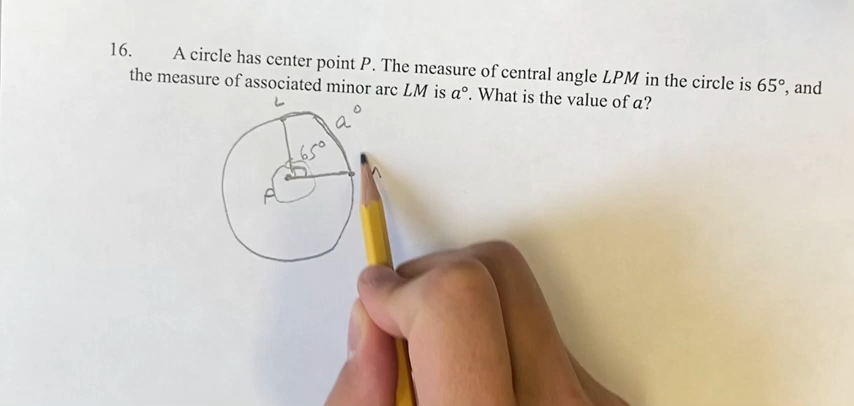 16. A circle has center point P. The measure of central angle LPM in the circle is 65°, and
the measure of associated minor arc LM is a°. What is the value of a?
L
a°
65°
P